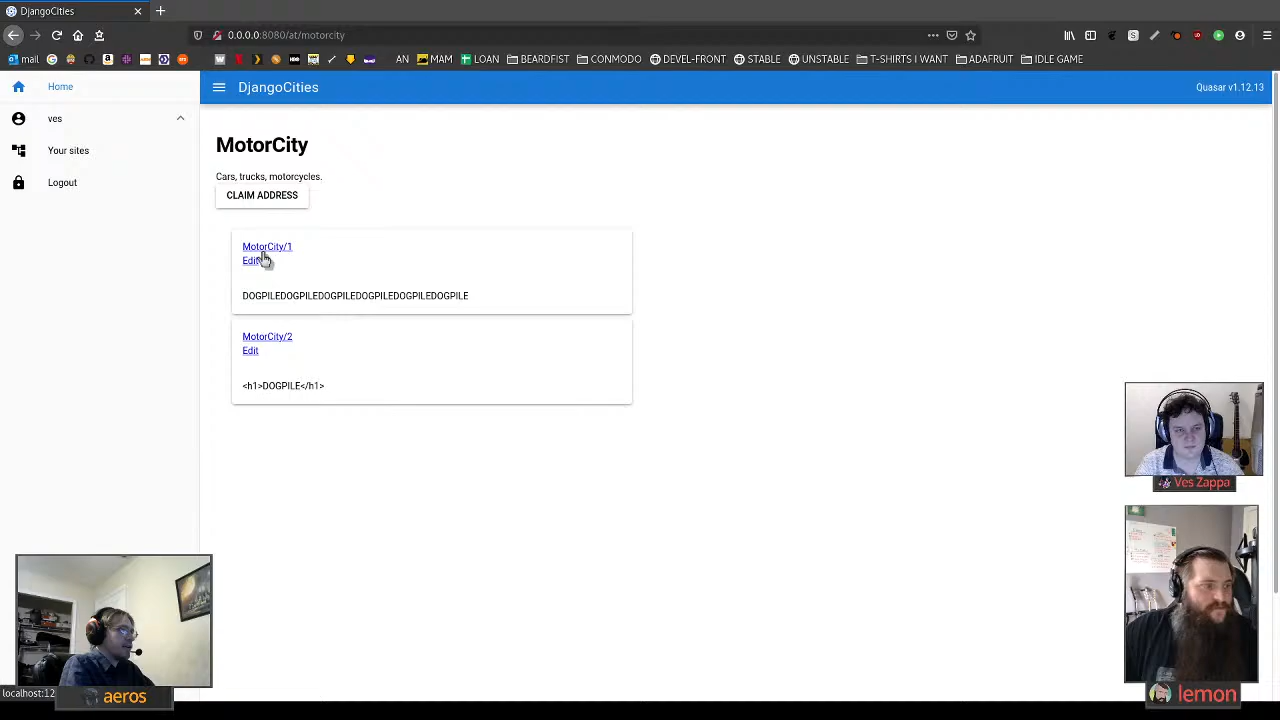 DjangoCities
0.0.0.0:8080/at/motorcity
mail
AN
MAM
LOAN
BEARDFIST
CONMODO
DEVEL-FRONT
STABLE
UNSTABLE
T-SHIRTS I WANT
ADAFRUIT
IDLE GAME
Home
DjangoCities
Quasar v1.12.13
ves
Your sites
Logout
MotorCity
Cars, trucks, motorcycles.
CLAIM ADDRESS
MotorCity/1
Edit
DOGPILEDOGPILEDOGPILEDOGPILEDOGPILEDOGPILE
MotorCity/2
Edit
<h1>DOGPILE</h1>
Ves Zappa
localhost:12
aeros
lemon